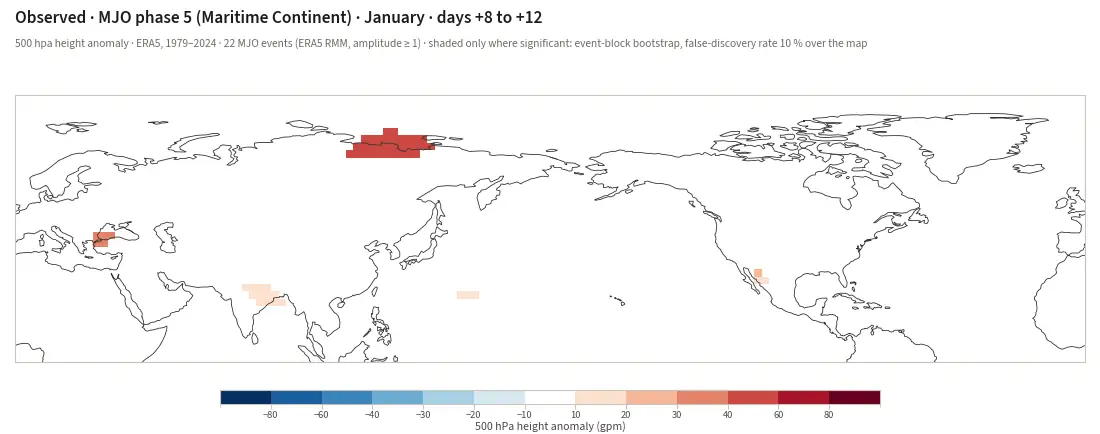 Observed · MJO phase 5 (Maritime Continent) · January · days +8 to +12
500 hpa height anomaly · ERA5, 1979–2024 · 22 MJO events (ERA5 RMM, amplitude ≥ 1) · shaded only where significant: event-block bootstrap, false-discovery rate 10 % over the map
−80 −60 −40 −30 −20 −10 10 20 30 40 60 80
500 hPa height anomaly (gpm)